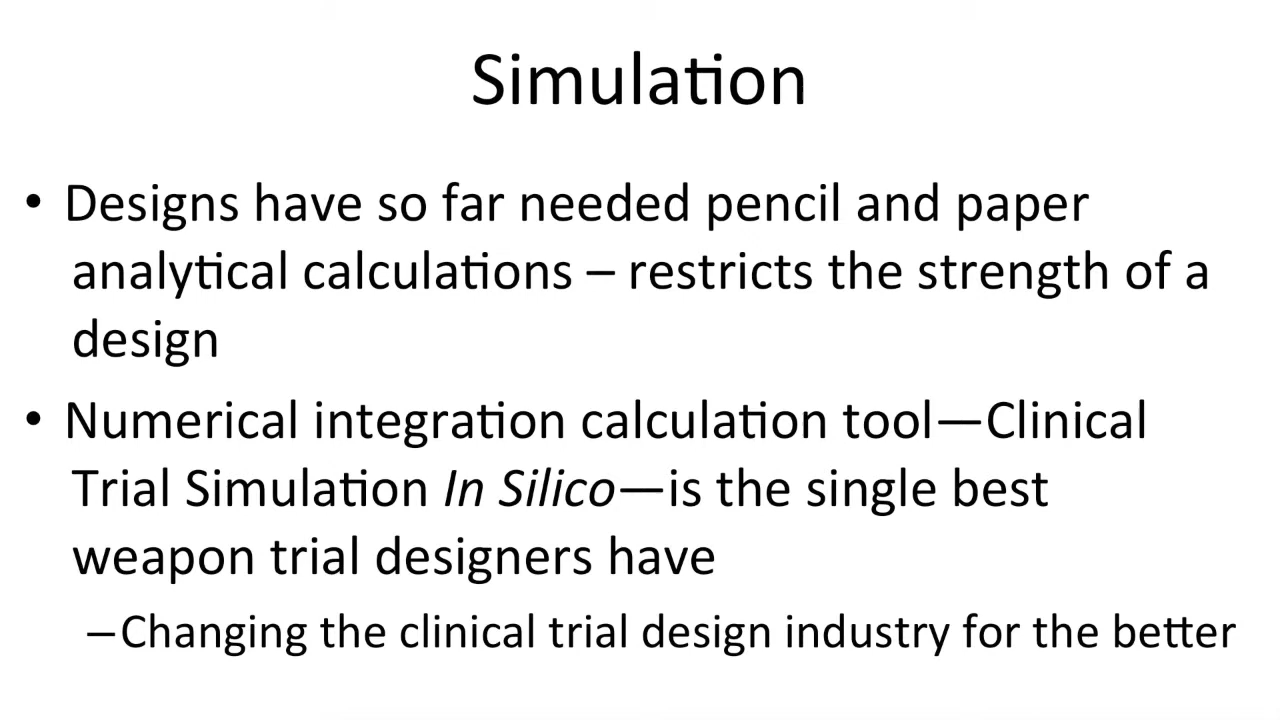 Simulation
• Designs have so far needed pencil and paper
analytical calculations – restricts the strength of a
design
• Numerical integration calculation tool—Clinical
Trial Simulation In Silico—is the single best
weapon trial designers have
–Changing the clinical trial design industry for the better